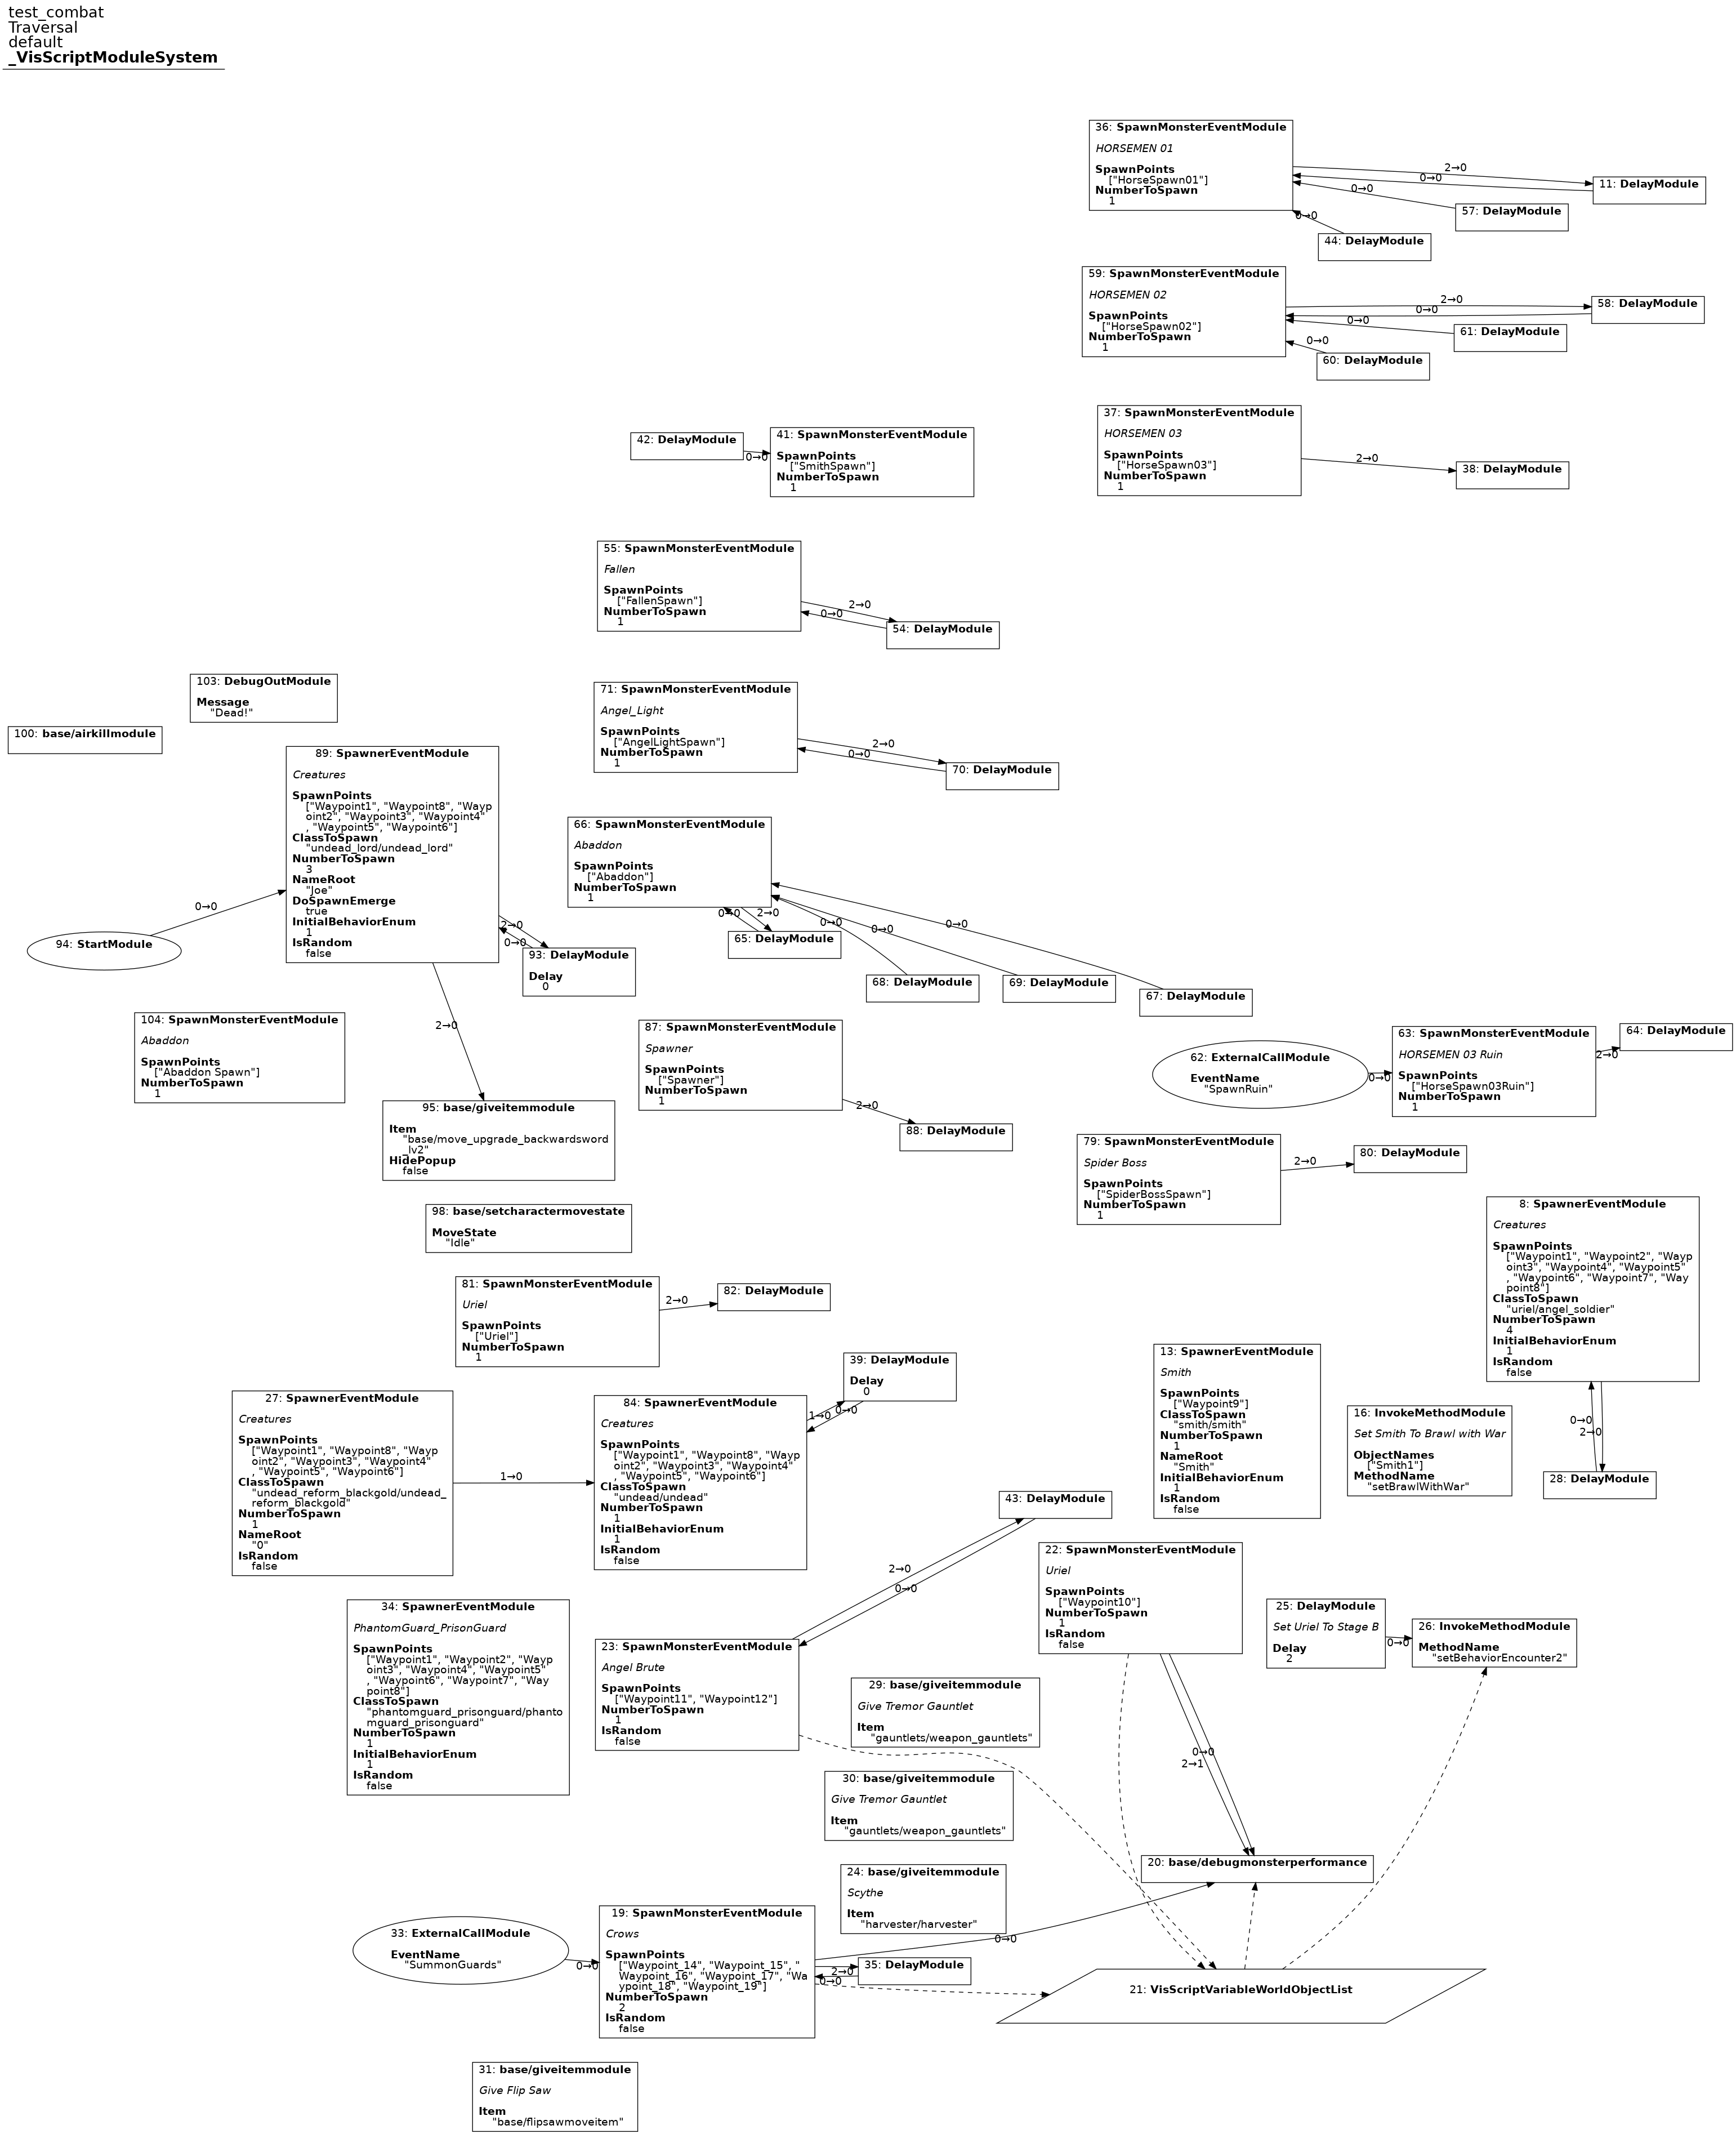 test_combat
Traversal
default
_VisScriptModuleSystem
36: SpawnMonsterEventModule
HORSEMEN 01
SpawnPoints
["HorseSpawn01"]
NumberToSpawn
1
2→0
0→0
11: DelayModule
0→0
57: DelayModule
0→0
44: DelayModule
59: SpawnMonsterEventModule
HORSEMEN 02
SpawnPoints
["HorseSpawn02"]
NumberToSpawn
1
2→0
0→0
58: DelayModule
0→0
61: DelayModule
0→0
60: DelayModule
37: SpawnMonsterEventModule
HORSEMEN 03
SpawnPoints
["HorseSpawn03"]
NumberToSpawn
1
2→0
38: DelayModule
42: DelayModule
0→0
41: SpawnMonsterEventModule
SpawnPoints
["SmithSpawn"]
NumberToSpawn
1
55: SpawnMonsterEventModule
Fallen
SpawnPoints
["FallenSpawn"]
NumberToSpawn
1
2→0
0→0
54: DelayModule
103: DebugOutModule
Message
"Dead!"
100: base/airkillmodule
71: SpawnMonsterEventModule
Angel_Light
SpawnPoints
["AngelLightSpawn"]
NumberToSpawn
1
2→0
0→0
70: DelayModule
89: SpawnerEventModule
Creatures
SpawnPoints
["Waypoint1", "Waypoint8", "Wayp
oint2", "Waypoint3", "Waypoint4"
, "Waypoint5", "Waypoint6"]
ClassToSpawn
"undead_lord/undead_lord"
NumberToSpawn
3
NameRoot
"Joe"
DoSpawnEmerge
true
InitialBehaviorEnum
1
IsRandom
false
0→0
94: StartModule
2→0
0→0
93: DelayModule
Delay
0
66: SpawnMonsterEventModule
Abaddon
SpawnPoints
["Abaddon"]
NumberToSpawn
1
0→0
2→0
0→0
0→0
0→0
65: DelayModule
68: DelayModule
69: DelayModule
67: DelayModule
104: SpawnMonsterEventModule
Abaddon
SpawnPoints
["Abaddon Spawn"]
NumberToSpawn
1
2→0
95: base/giveitemmodule
Item
"base/move_upgrade_backwardsword
_lv2"
HidePopup
false
87: SpawnMonsterEventModule
Spawner
SpawnPoints
["Spawner"]
NumberToSpawn
1
2→0
88: DelayModule
62: ExternalCallModule
EventName
"SpawnRuin"
0→0
63: SpawnMonsterEventModule
HORSEMEN 03 Ruin
SpawnPoints
["HorseSpawn03Ruin"]
NumberToSpawn
1
2→0
64: DelayModule
79: SpawnMonsterEventModule
Spider Boss
SpawnPoints
["SpiderBossSpawn"]
NumberToSpawn
1
2→0
80: DelayModule
98: base/setcharactermovestate
MoveState
"Idle"
8: SpawnerEventModule
Creatures
SpawnPoints
["Waypoint1", "Waypoint2", "Wayp
oint3", "Waypoint4", "Waypoint5"
, "Waypoint6", "Waypoint7", "Way
point8"]
ClassToSpawn
"uriel/angel_soldier"
NumberToSpawn
4
InitialBehaviorEnum
1
IsRandom
false
0→0
2→0
28: DelayModule
81: SpawnMonsterEventModule
Uriel
SpawnPoints
["Uriel"]
NumberToSpawn
1
2→0
82: DelayModule
39: DelayModule
Delay
0
27: SpawnerEventModule
Creatures
SpawnPoints
["Waypoint1", "Waypoint8", "Wayp
oint2", "Waypoint3", "Waypoint4"
, "Waypoint5", "Waypoint6"]
ClassToSpawn
"undead_reform_blackgold/undead_
reform_blackgold"
NumberToSpawn
1
NameRoot
"0"
IsRandom
false
1→0
84: SpawnerEventModule
Creatures
SpawnPoints
["Waypoint1", "Waypoint8", "Wayp
oint2", "Waypoint3", "Waypoint4"
, "Waypoint5", "Waypoint6"]
ClassToSpawn
"undead/undead"
NumberToSpawn
1
InitialBehaviorEnum
1
IsRandom
false
1→0
0→0
13: SpawnerEventModule
Smith
SpawnPoints
["Waypoint9"]
ClassToSpawn
"smith/smith"
NumberToSpawn
1
NameRoot
"Smith"
InitialBehaviorEnum
1
IsRandom
false
16: InvokeMethodModule
Set Smith To Brawl with War
ObjectNames
["Smith1"]
MethodName
"setBrawlWithWar"
43: DelayModule
2→0
0→0
22: SpawnMonsterEventModule
Uriel
SpawnPoints
["Waypoint10"]
NumberToSpawn
1
IsRandom
false
25: DelayModule
Set Uriel To Stage B
Delay
2
0→0
26: InvokeMethodModule
MethodName
"setBehaviorEncounter2"
34: SpawnerEventModule
PhantomGuard_PrisonGuard
SpawnPoints
["Waypoint1", "Waypoint2", "Wayp
oint3", "Waypoint4", "Waypoint5"
, "Waypoint6", "Waypoint7", "Way
point8"]
ClassToSpawn
"phantomguard_prisonguard/phanto
mguard_prisonguard"
NumberToSpawn
1
InitialBehaviorEnum
1
IsRandom
false
23: SpawnMonsterEventModule
Angel Brute
SpawnPoints
["Waypoint11", "Waypoint12"]
NumberToSpawn
1
IsRandom
false
29: base/giveitemmodule
Give Tremor Gauntlet
Item
"gauntlets/weapon_gauntlets"
0→0
2→1
30: base/giveitemmodule
Give Tremor Gauntlet
Item
"gauntlets/weapon_gauntlets"
20: base/debugmonsterperformance
24: base/giveitemmodule
Scythe
Item
"harvester/harvester"
33: ExternalCallModule
EventName
"SummonGuards"
0→0
19: SpawnMonsterEventModule
Crows
SpawnPoints
["Waypoint_14", "Waypoint_15", "
Waypoint_16", "Waypoint_17", "Wa
ypoint_18", "Waypoint_19"]
NumberToSpawn
2
IsRandom
false
0→0
2→0
0→0
35: DelayModule
21: VisScriptVariableWorldObjectList
31: base/giveitemmodule
Give Flip Saw
Item
"base/flipsawmoveitem"